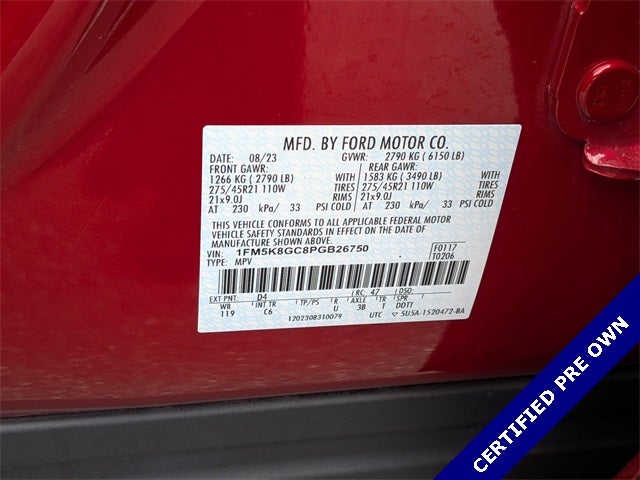 MFD. BY FORD MOTOR CO.
DATE: 08/23 GVWR: 2790 KG ( 6150 LB)
FRONT GAWR: REAR GAWR:
1266 KG ( 2790 LB) WITH 1583 KG ( 3490 LB) WITH
275/45R21 110W TIRES 275/45R21 110W TIRES
21x9.0J RIMS 21x9.0J RIMS
AT 230 kPa/ 33 PSI COLD AT 230 kPa/ 33 PSI COLD
THIS VEHICLE CONFORMS TO ALL APPLICABLE FEDERAL MOTOR
VEHICLE SAFETY STANDARDS IN EFFECT ON THE DATE OF
MANUFACTURE SHOWN ABOVE.
VIN: 1FM5K8GC8PGB26750 F0117
TYPE: MPV T0206
EXT PNT: D4 RC: 47 DSO:
WB INT TR TP/PS R AXLE TR SPR
119 C6 U 3B T DDTT
1202308310079 UTC ▽ 5U5A-1520472-BA
CERTIFIED PRE OWN